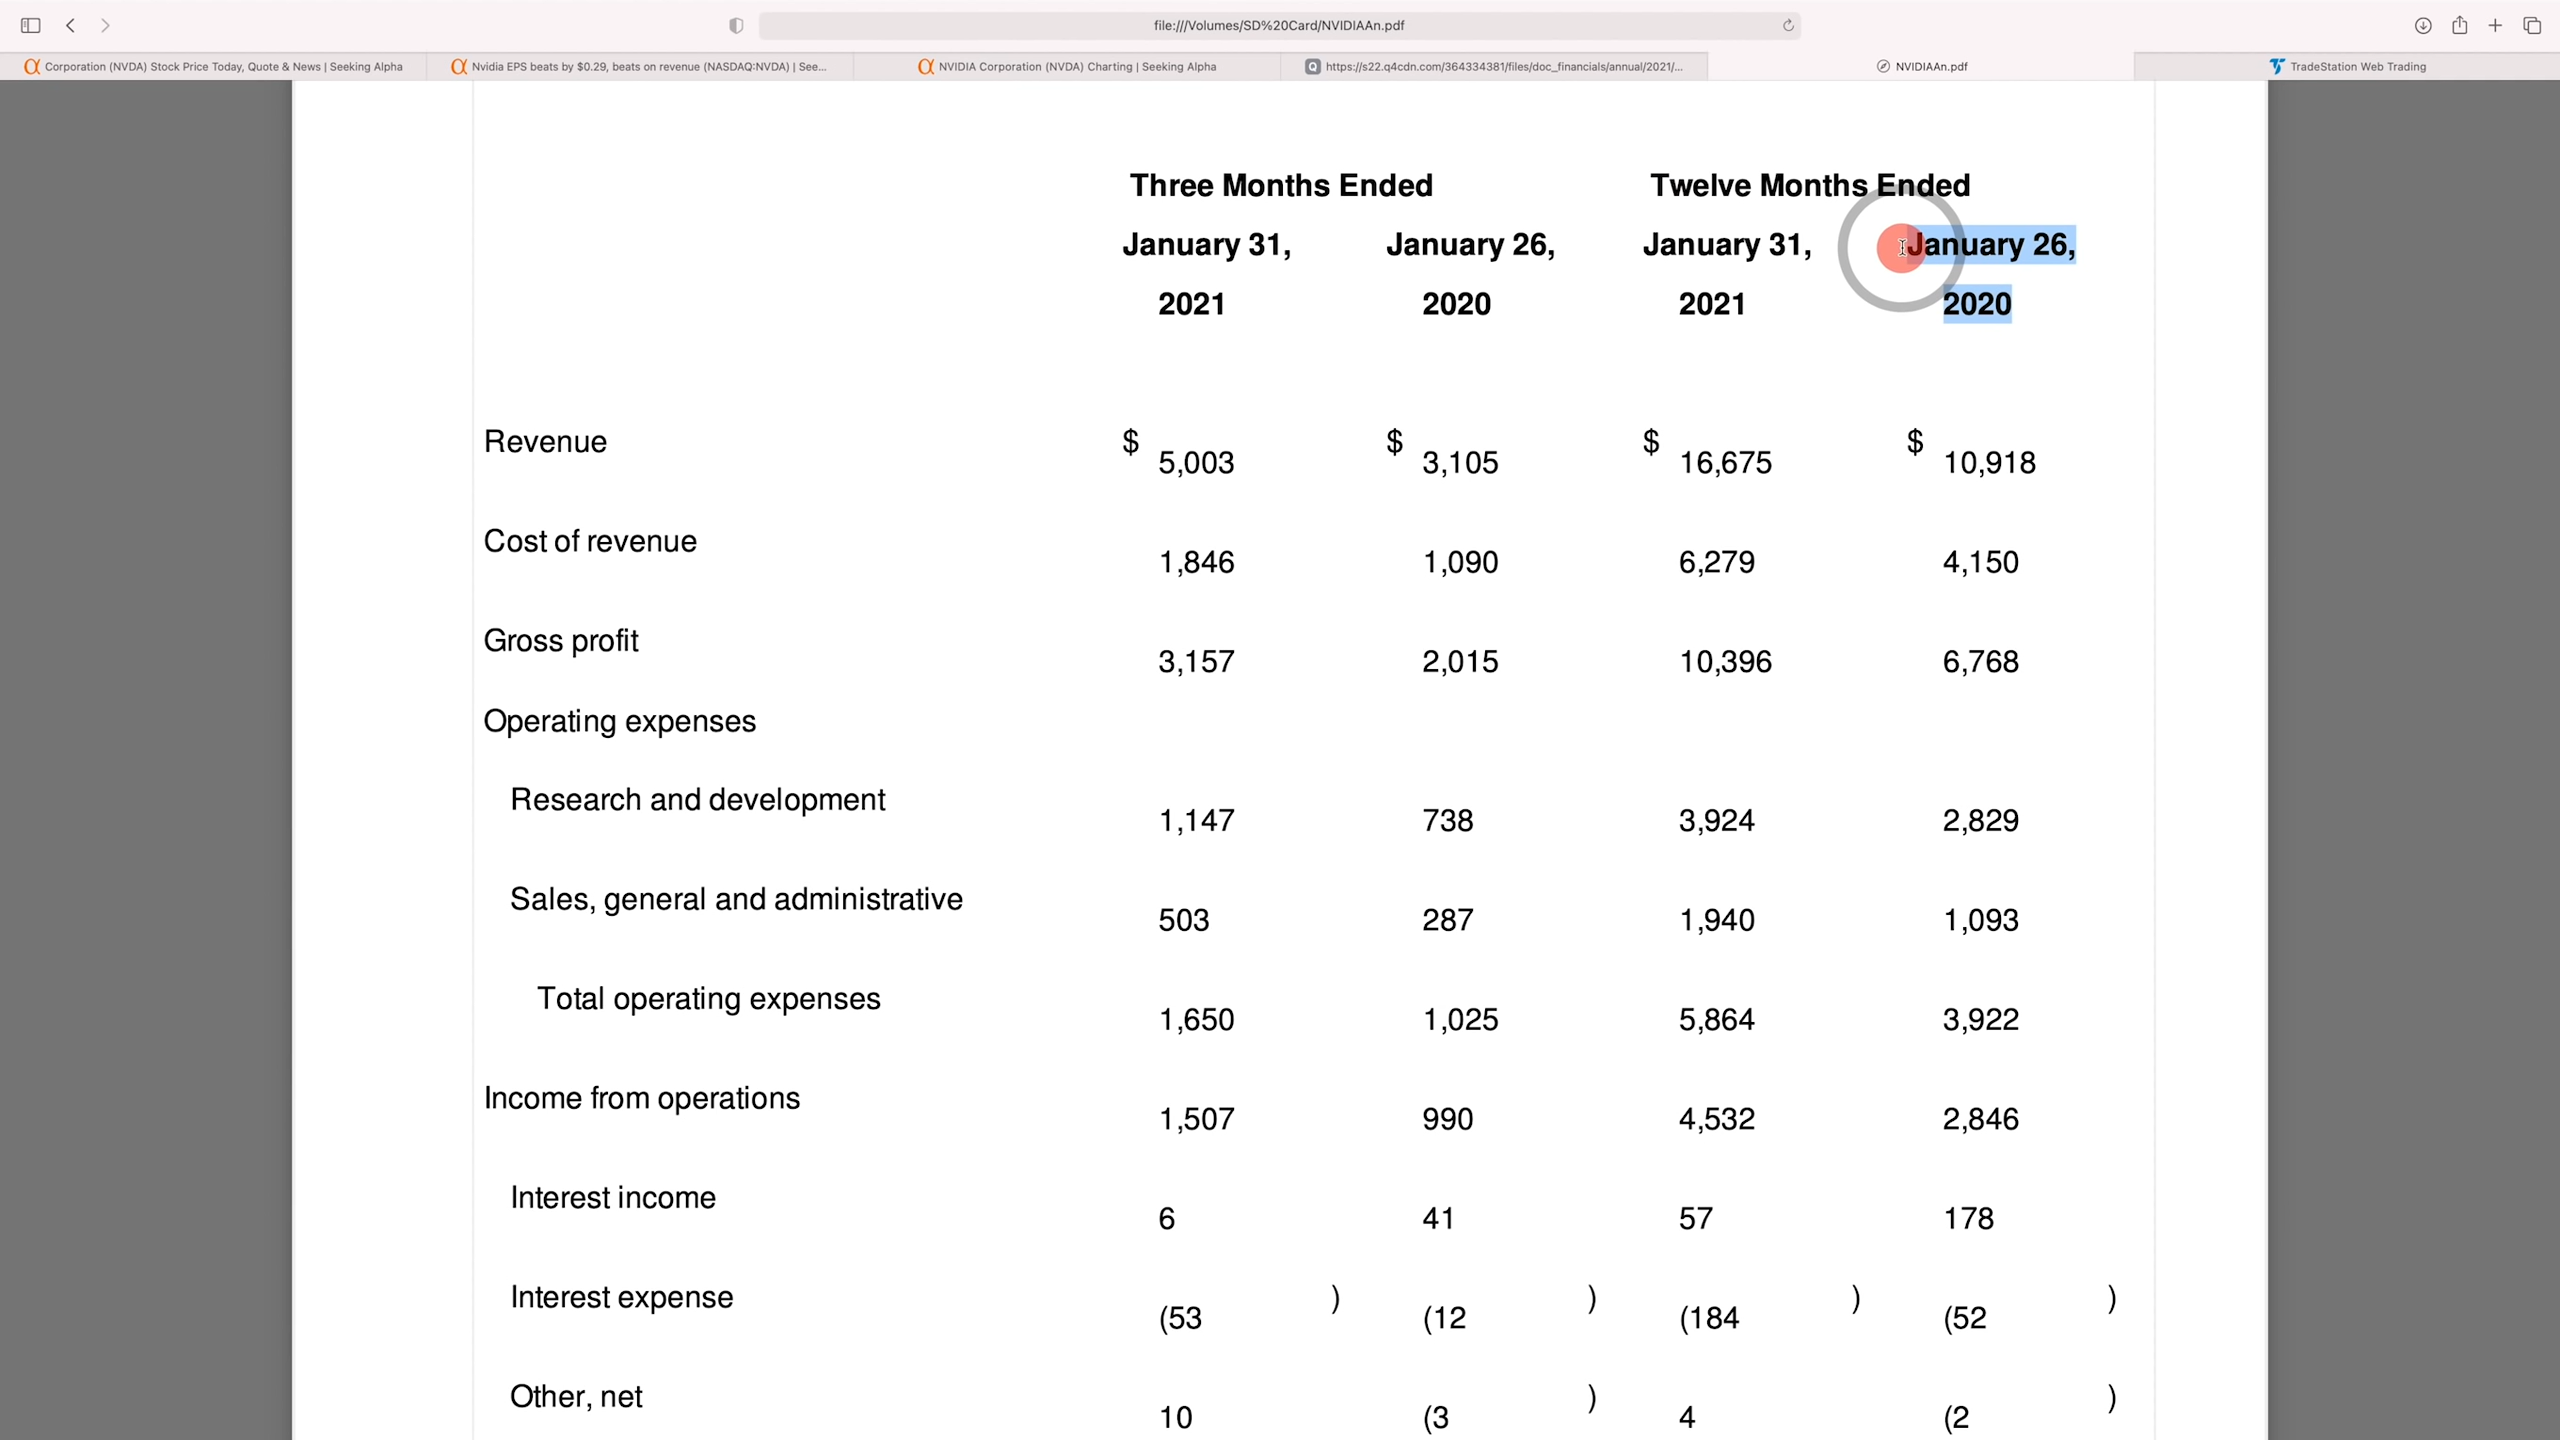 file:///Volumes/SD%20Card/NVIDIAAn.pdf
Corporation (NVDA) Stock Price Today, Quote & News | Seeking Alpha
Nvidia EPS beats by $0.29, beats on revenue (NASDAQ:NVDA) | See...
NVIDIA Corporation (NVDA) Charting | Seeking Alpha
Q https://s22.q4cdn.com/364334381/files/doc_financials/annual/2021/...
NVIDIAAn.pdf
TradeStation Web Trading
Three Months Ended Twelve Months Ended
January 31, January 26, January 31, January 26,
2021 2020 2021 2020
Revenue $ 5,003 $ 3,105 $ 16,675 $ 10,918
Cost of revenue 1,846 1,090 6,279 4,150
Gross profit 3,157 2,015 10,396 6,768
Operating expenses
Research and development 1,147 738 3,924 2,829
Sales, general and administrative 503 287 1,940 1,093
Total operating expenses 1,650 1,025 5,864 3,922
Income from operations 1,507 990 4,532 2,846
Interest income 6 41 57 178
Interest expense (53 ) (12 ) (184 ) (52 )
Other, net 10 (3 ) 4 (2 )